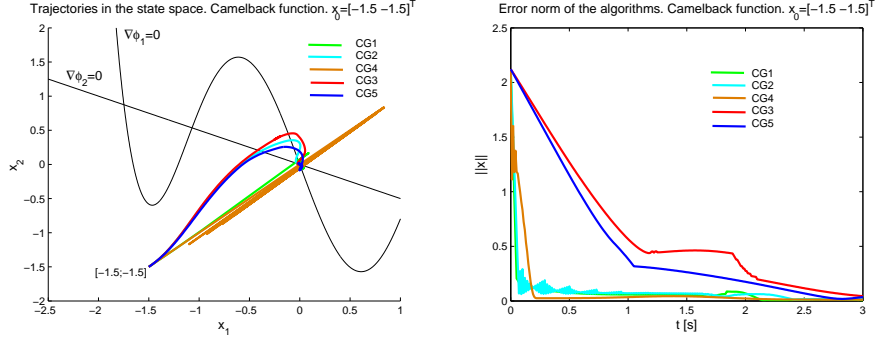 Trajectories in the state space. Camelback function. x0=[−1.5 −1.5]T
∇ϕ1=0
∇ϕ2=0
CG1
CG2
CG4
CG3
CG5
[−1.5;−1.5]
2
1.5
1
0.5
0
−0.5
−1
−1.5
−2
x2
−2.5
−2
−1.5
−1
−0.5
0
0.5
1
x1
Error norm of the algorithms. Camelback function. x0=[−1.5 −1.5]T
CG1
CG2
CG4
CG3
CG5
2.5
2
1.5
1
0.5
0
||x||
0
0.5
1
1.5
2
2.5
3
t [s]